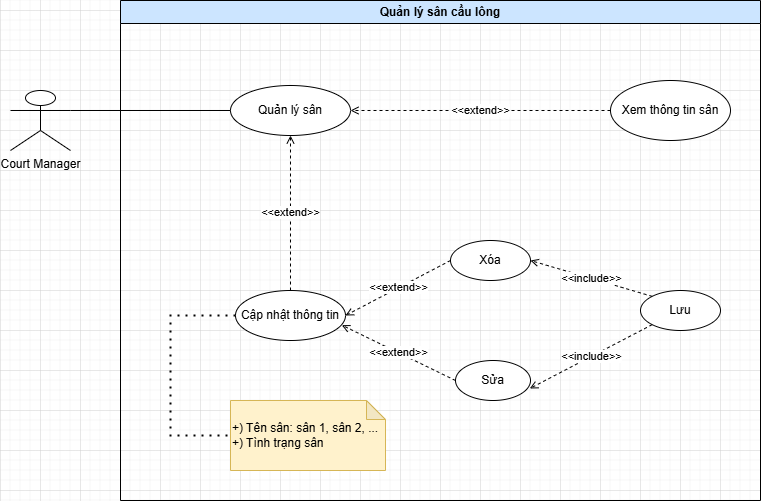 Quản lý sân cầu lông
Quản lý sân
<<extend>>
Xem thông tin sân
Court Manager
<<extend>>
Xóa
<<include>>
<<extend>>
Cập nhật thông tin
Lưu
<<extend>>
<<include>>
Sửa
+) Tên sân: sân 1, sân 2, ...
+) Tình trạng sân